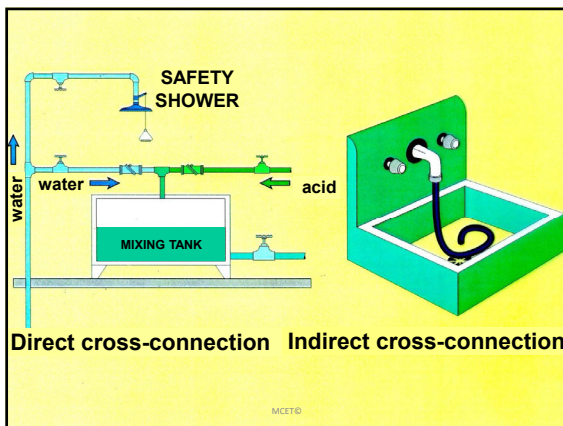 SAFETY
SHOWER
water
water
acid
MIXING TANK
Direct cross-connection
Indirect cross-connection
MCET©